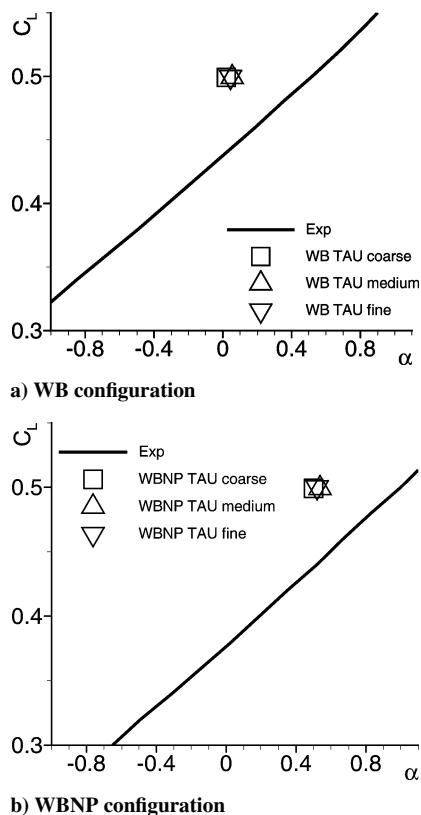 C_L
0.5
0.4
0.3
Exp
WB TAU coarse
WB TAU medium
WB TAU fine
-0.8 -0.4 0 0.4 0.8 α
a) WB configuration
C_L
0.5
0.4
0.3
Exp
WBNP TAU coarse
WBNP TAU medium
WBNP TAU fine
-0.8 -0.4 0 0.4 0.8 α
b) WBNP configuration